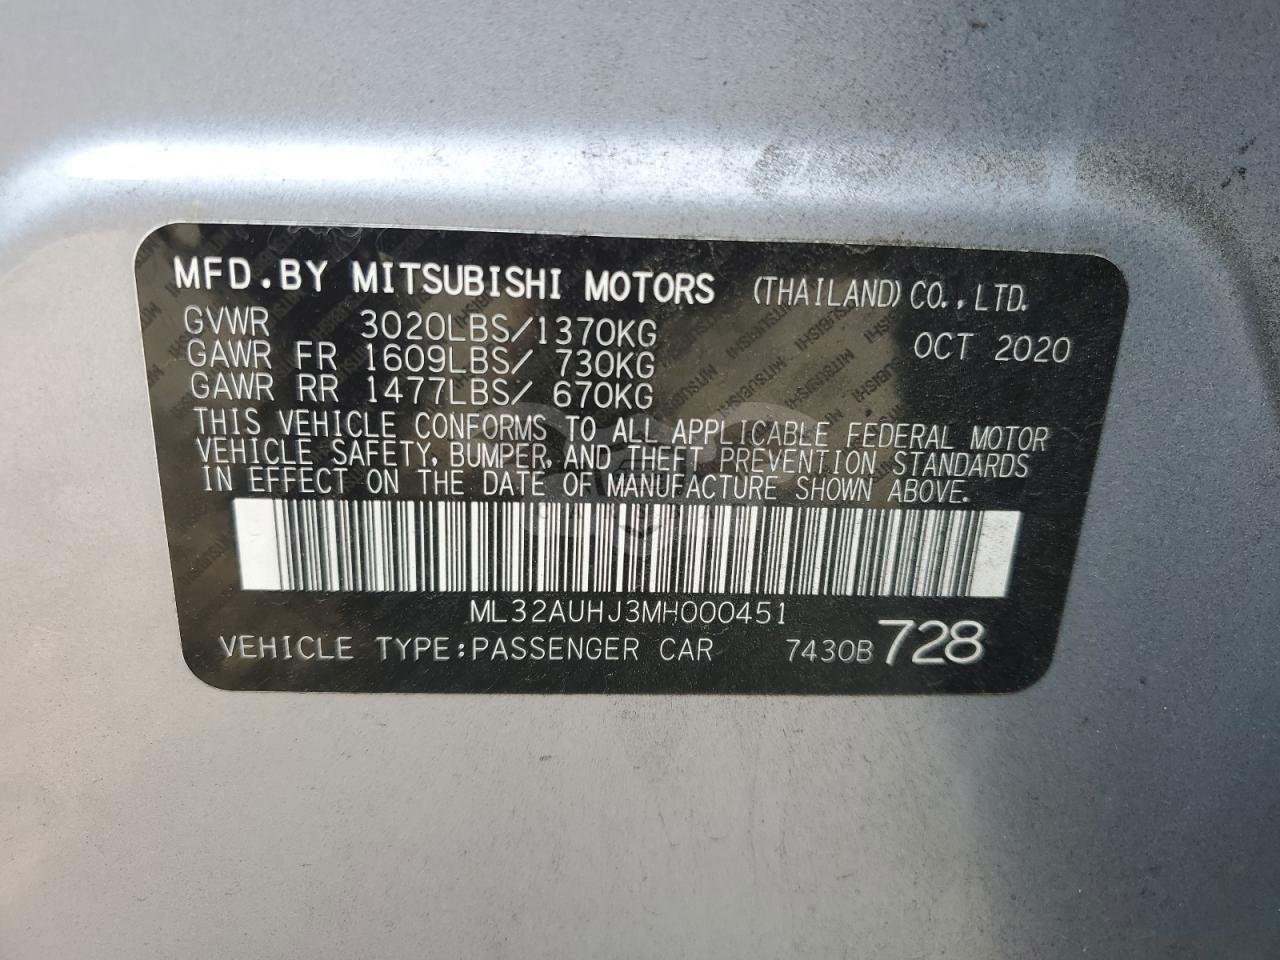 MFD.BY MITSUBISHI MOTORS (THAILAND) CO.,LTD.
GVWR 3020LBS/1370KG OCT 2020
GAWR FR 1609LBS/ 730KG
GAWR RR 1477LBS/ 670KG
THIS VEHICLE CONFORMS TO ALL APPLICABLE FEDERAL MOTOR
VEHICLE SAFETY, BUMPER, AND THEFT PREVENTION STANDARDS
IN EFFECT ON THE DATE OF MANUFACTURE SHOWN ABOVE.
ML32AUHJ3MH000451
VEHICLE TYPE:PASSENGER CAR 7430B 728